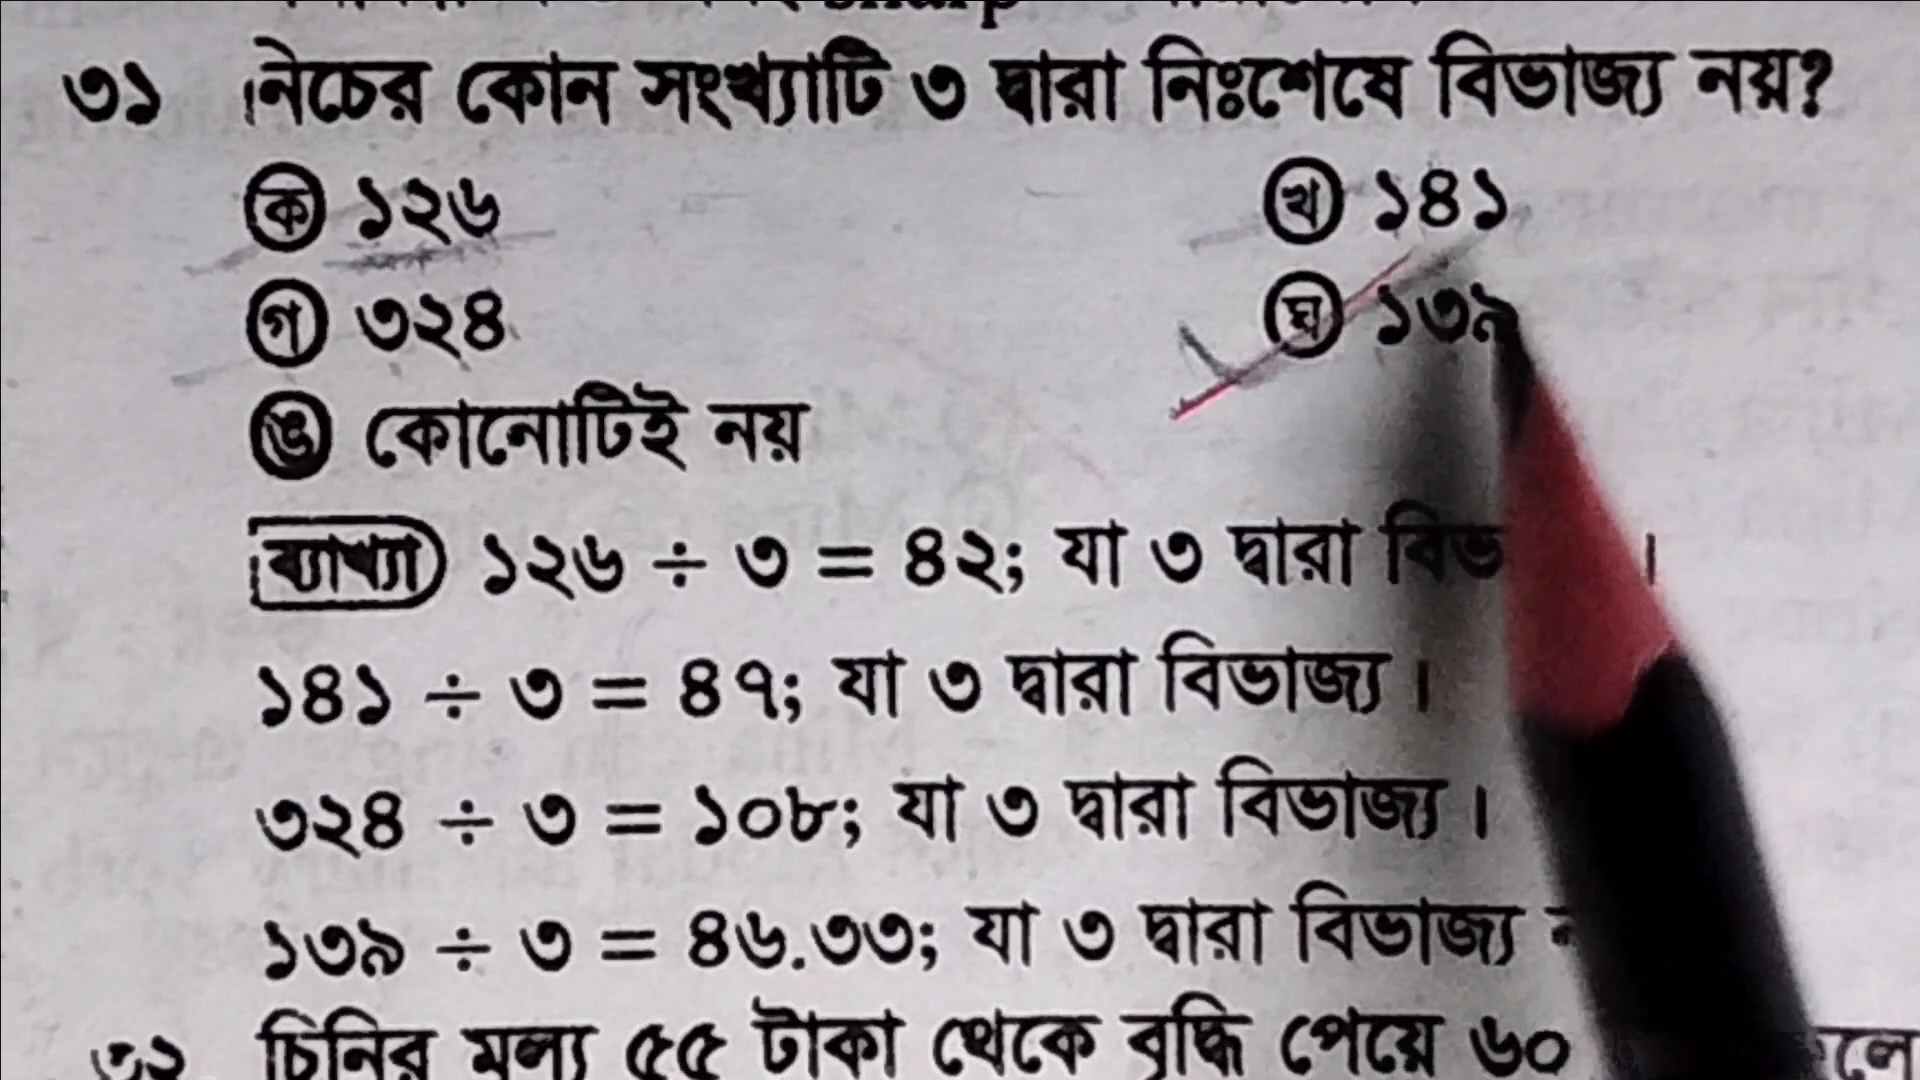 ৩১ নিচের কোন সংখ্যাটি ৩ দ্বারা নিঃশেষে বিভাজ্য নয়?
ক ১২৬ খ ১৪১
গ ৩২৪ ঘ ১৩৯
ঙ কোনোটিই নয়
ব্যাখ্যা ১২৬ ÷ ৩ = ৪২; যা ৩ দ্বারা ।
১৪১ ÷ ৩ = ৪৭; যা ৩ দ্বারা বিভাজ্য ।
৩২৪ ÷ ৩ = ১০৮; যা ৩ দ্বারা বিভাজ্য ।
১৩৯ ÷ ৩ = ৪৬.৩৩; যা ৩ দ্বারা বিভাজ্য
৩২ চিনির মূল্য ৫৫ টাকা থেকে বৃদ্ধি পেয়ে ৬০